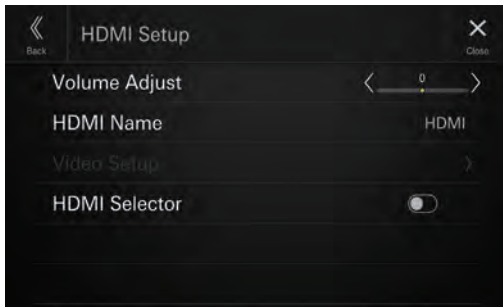 Back
HDMI Setup
Close
Volume Adjust
0
HDMI Name
HDMI
Video Setup
HDMI Selector